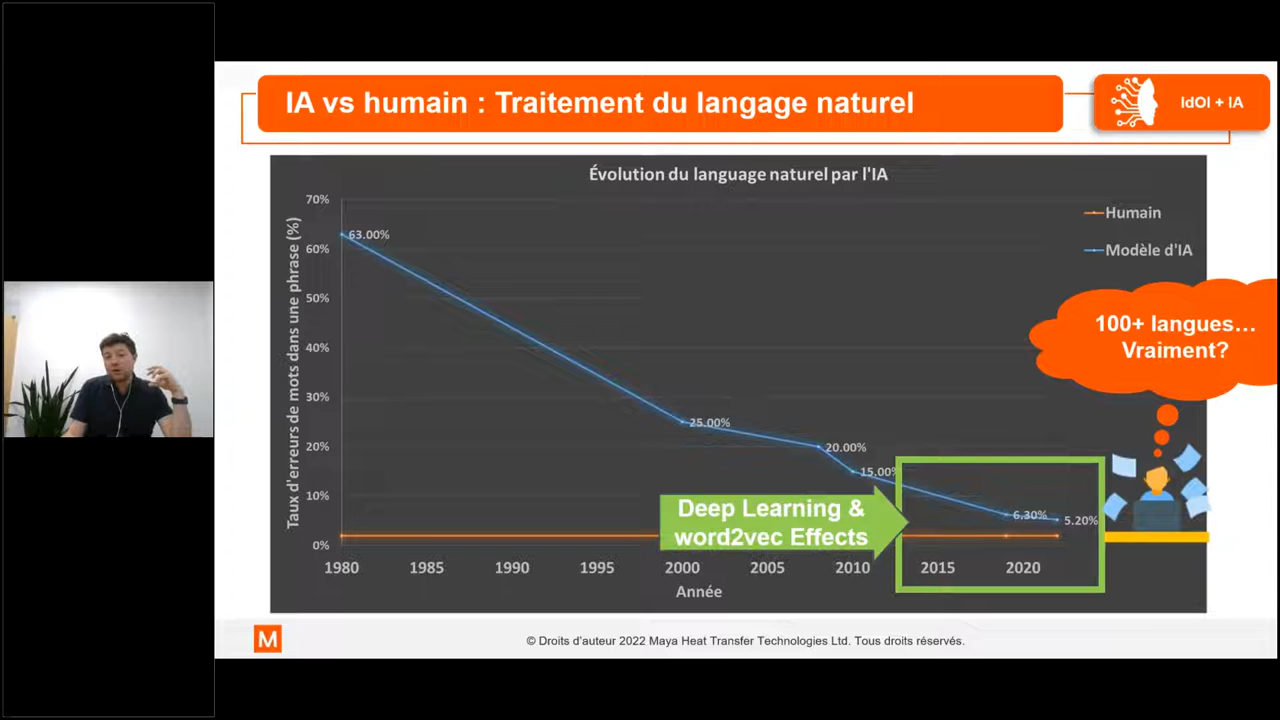 IA vs humain : Traitement du langage naturel
IdOI + IA
Évolution du language naturel par l'IA
Humain
Modèle d'IA
Taux d'erreurs de mots dans une phrase (%)
70%
60%
50%
40%
30%
20%
10%
0%
63.00%
25.00%
20.00%
15.00%
6.30%
5.20%
100+ langues…
Vraiment?
Deep Learning &
word2vec Effects
1980 1985 1990 1995 2000 2005 2010 2015 2020
Année
M
© Droits d'auteur 2022 Maya Heat Transfer Technologies Ltd. Tous droits réservés.